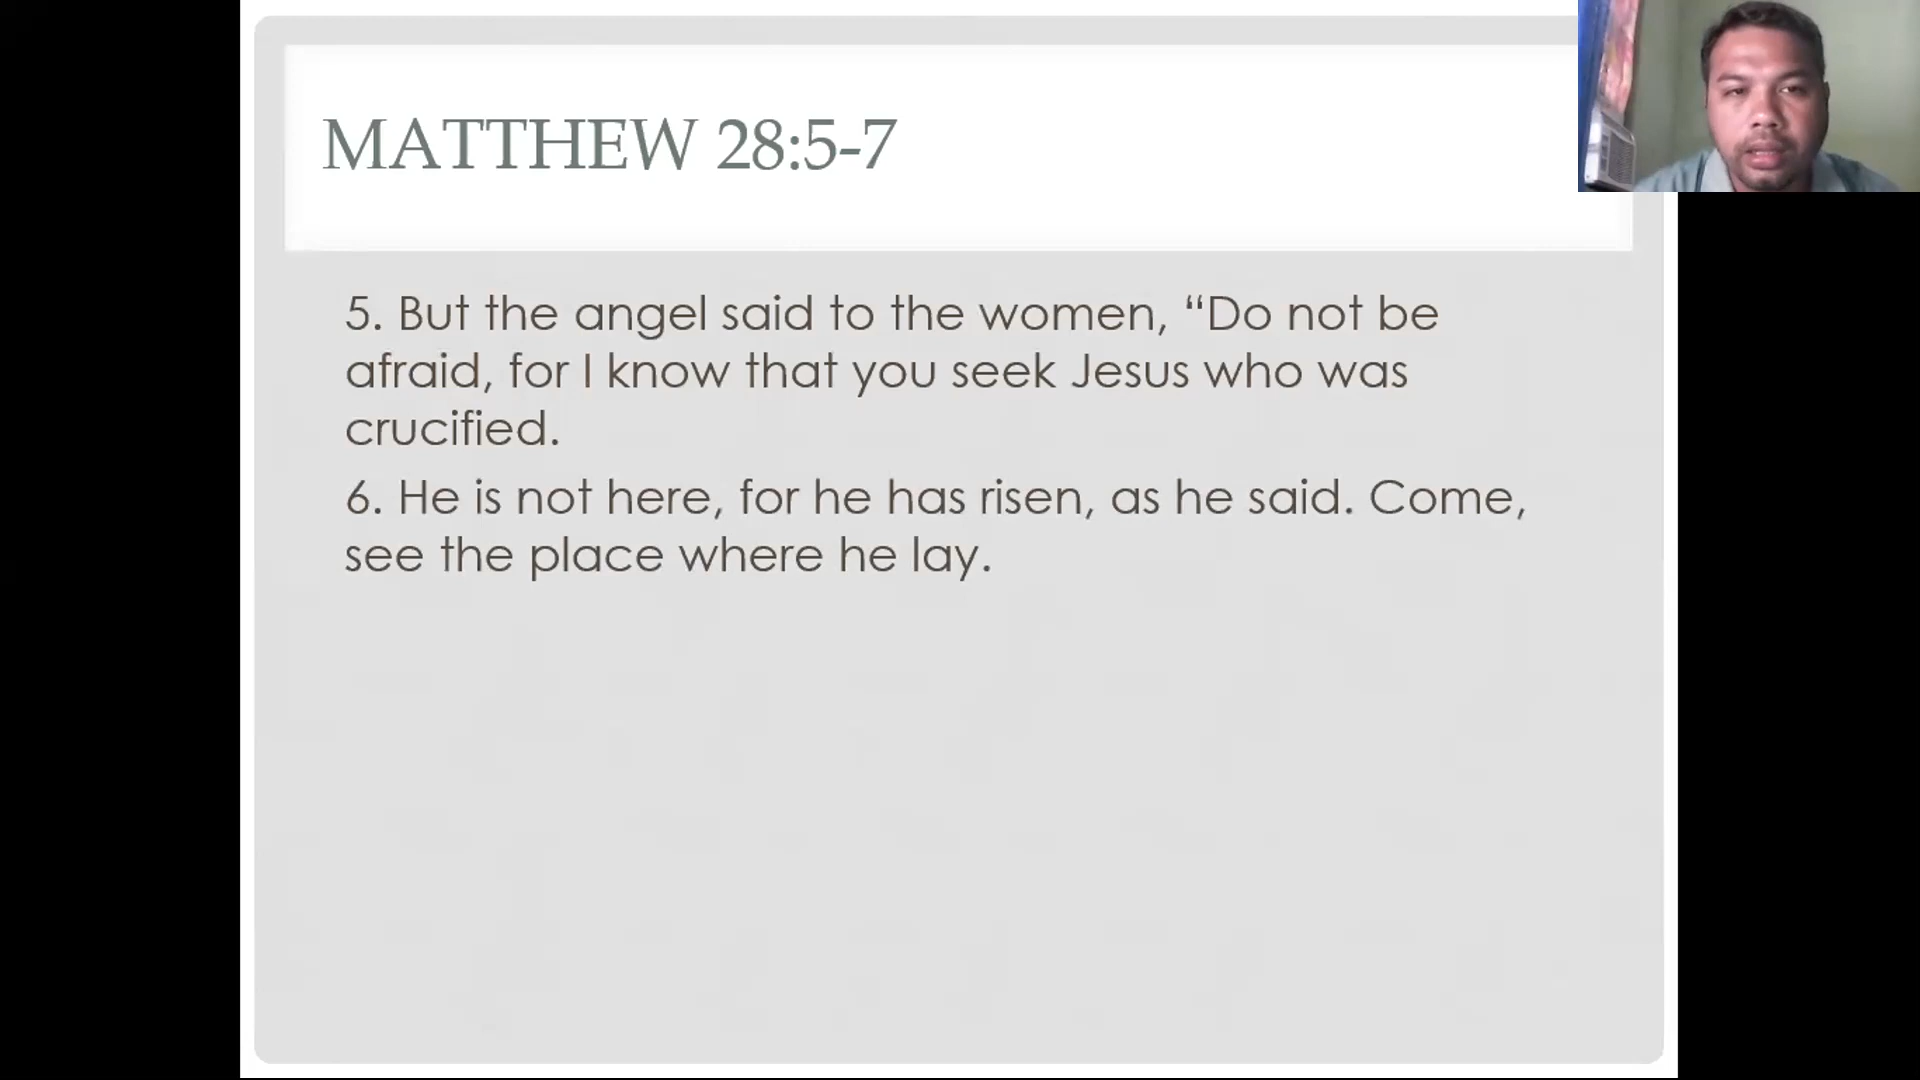 MATTHEW 28:5-7
5. But the angel said to the women, “Do not be
afraid, for I know that you seek Jesus who was
crucified.
6. He is not here, for he has risen, as he said. Come,
see the place where he lay.